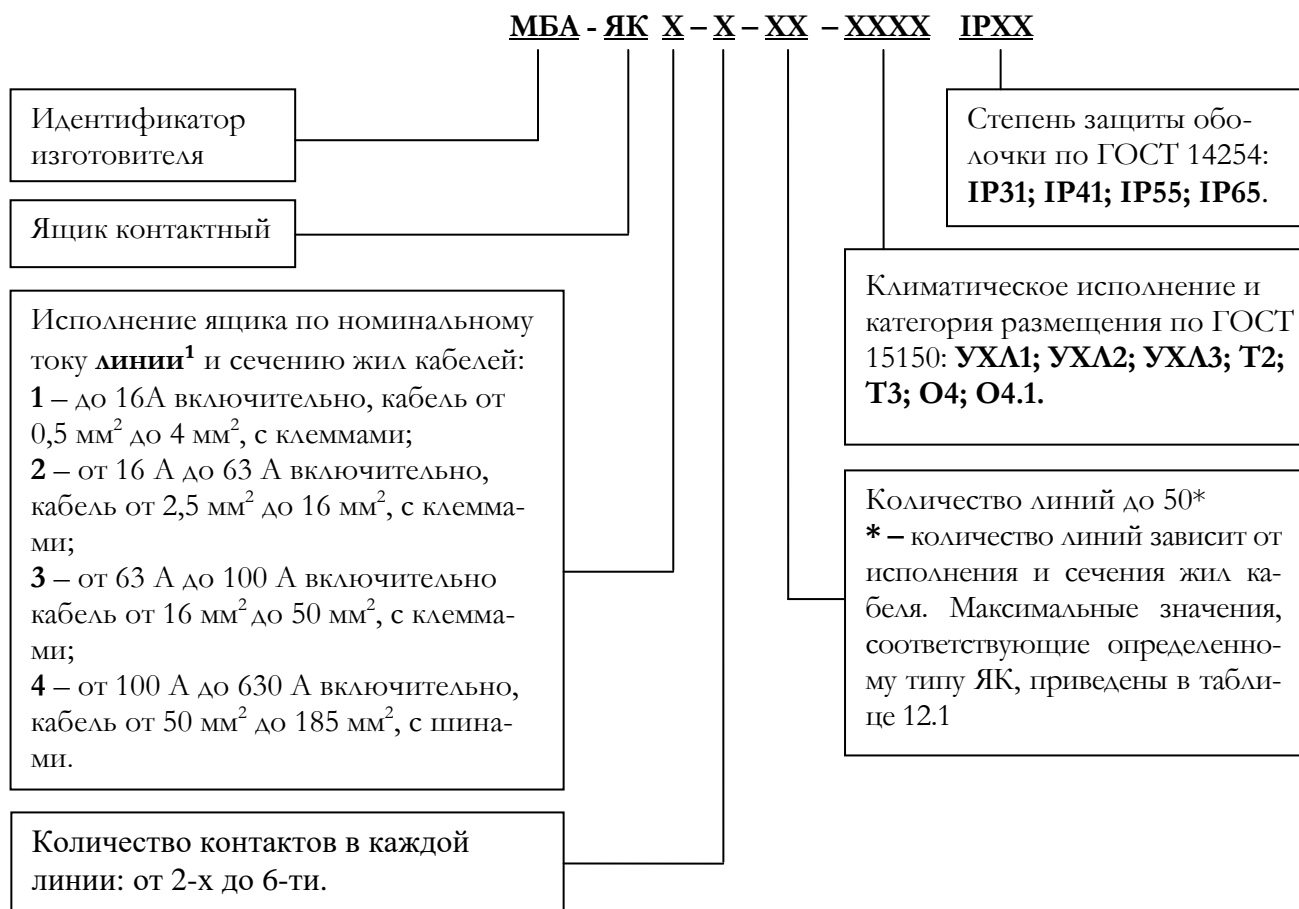 МБА - ЯК Х – Х – ХХ – ХХХХ IPXX
Идентификатор
изготовителя
Ящик контактный
Исполнение ящика по номинальному
току линии¹ и сечению жил кабелей:
1 – до 16А включительно, кабель от
0,5 мм² до 4 мм², с клеммами;
2 – от 16 А до 63 А включительно,
кабель от 2,5 мм² до 16 мм², с клемма-
ми;
3 – от 63 А до 100 А включительно
кабель от 16 мм² до 50 мм², с клемма-
ми;
4 – от 100 А до 630 А включительно,
кабель от 50 мм² до 185 мм², с шина-
ми.
Количество контактов в каждой
линии: от 2-х до 6-ти.
Степень защиты обо-
лочки по ГОСТ 14254:
IP31; IP41; IP55; IP65.
Климатическое исполнение и
категория размещения по ГОСТ
15150: УХЛ1; УХЛ2; УХЛ3; Т2;
Т3; О4; О4.1.
Количество линий до 50*
* – количество линий зависит от
исполнения и сечения жил ка-
беля. Максимальные значения,
соответствующие определенно-
му типу ЯК, приведены в табли-
це 12.1